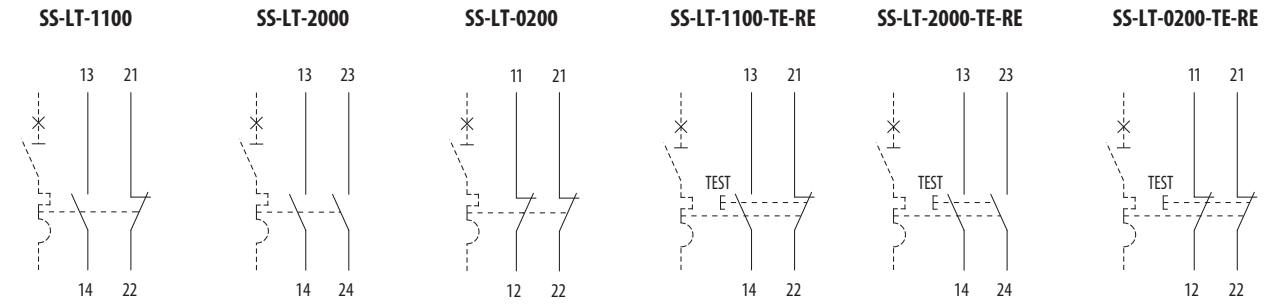 SS-LT-1100 SS-LT-2000 SS-LT-0200 SS-LT-1100-TE-RE SS-LT-2000-TE-RE SS-LT-0200-TE-RE
13 21 13 23 11 21 13 21 13 23 11 21
TEST TEST TEST
14 22 14 24 12 22 14 22 14 24 12 22